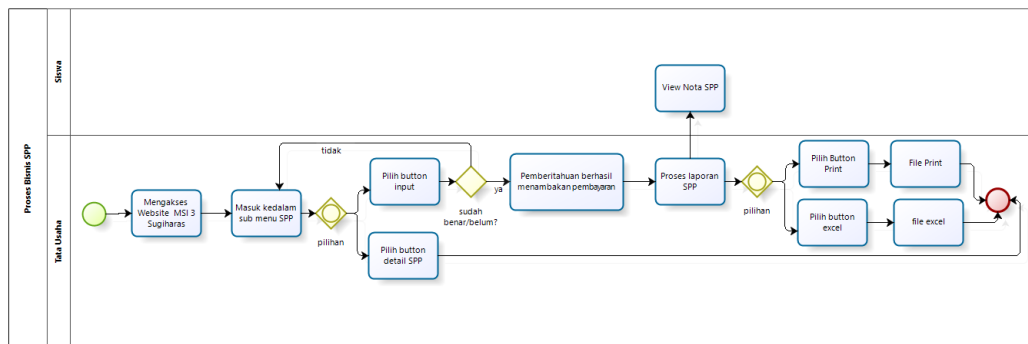 Proses Bisnis SPP
Siswa
Tata Usaha
View Nota SPP
tidak
Mengakses
Website MSI 3
Sugiharas
Masuk kedalam
sub menu SPP
pilihan
Pilih button
input
sudah
benar/belum?
ya
Pilih button
detail SPP
Pemberitahuan berhasil
menambakan pembayaran
Proses laporan
SPP
pilihan
Pilih Button
Print
File Print
Pilih button
excel
file excel